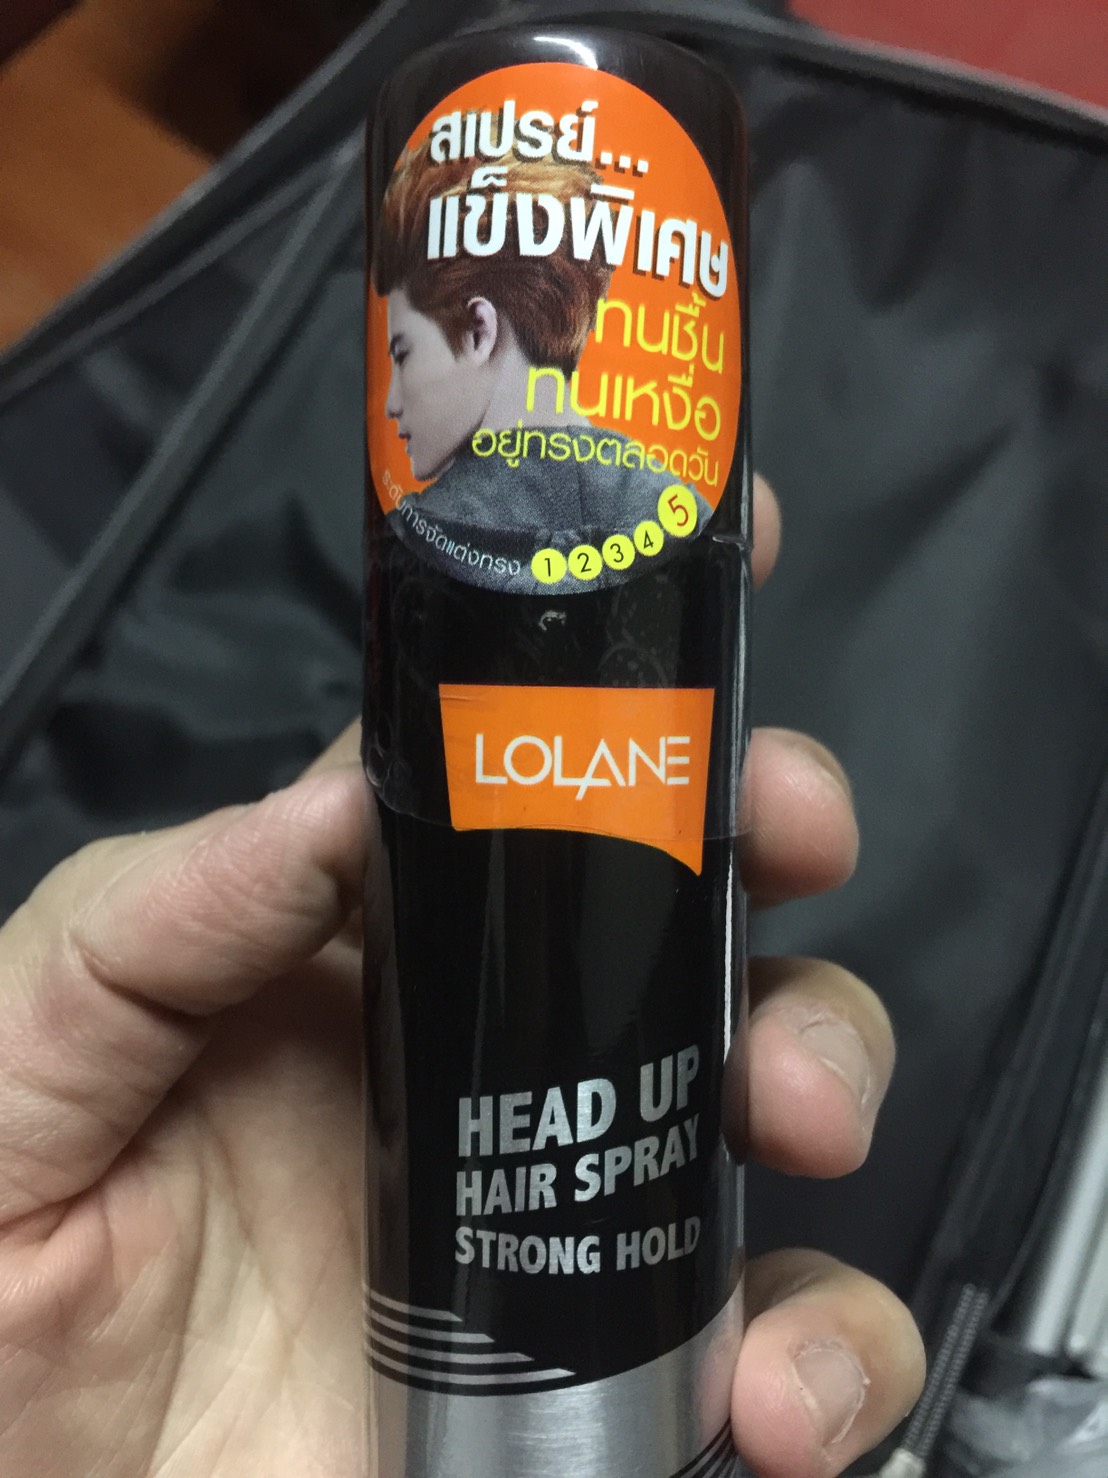 สเปรย์...
แข็งพิเศษ
ทนชื้น
ทนเหงื่อ
อยู่ทรงตลอดวัน
ระดับการจัดแต่งทรง 1 2 3 4 5
LOLANE
HEAD UP
HAIR SPRAY
STRONG HOLD